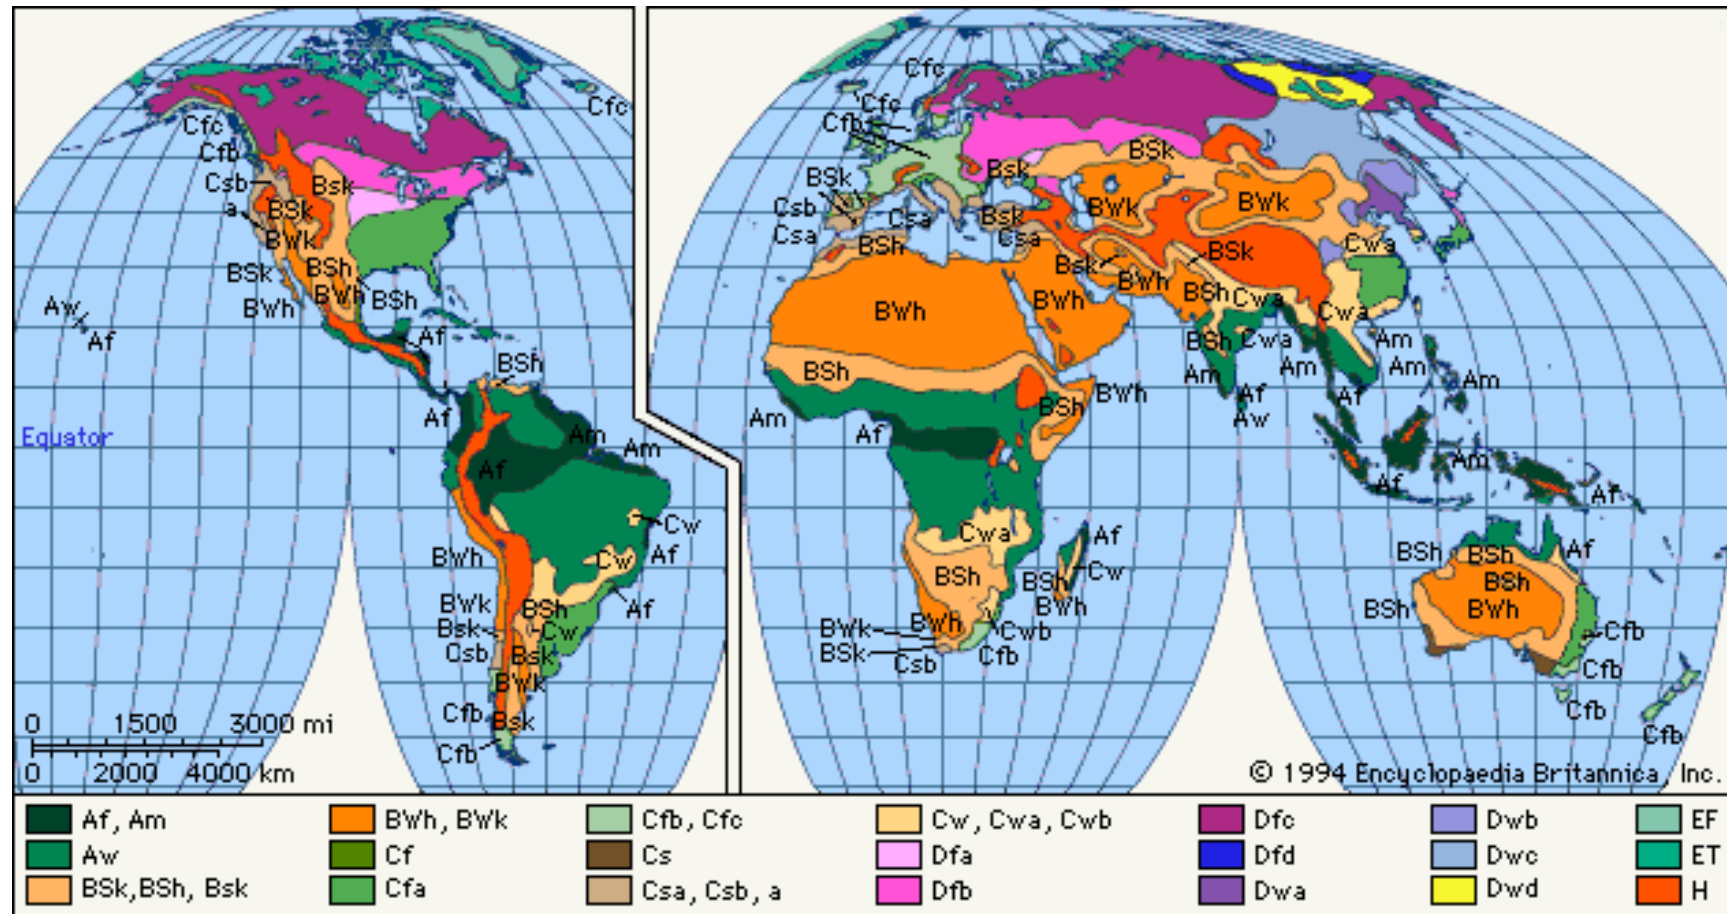 Cfc
Cfc
Cfb
Csb
a
Bsk
BSk
BWk
BSk
BSh
BWh
BWh
BSh
Aw
Af
Af
BSh
Af
Am
Am
Af
Equator
Cw
BWh
Cw
Af
BWk
BSh
Af
Bsk
Cw
Csb
Bsk
BWk
Cfb
Bsk
Cfb
0 1500 3000 mi
0 2000 4000 km
Cfc
Cfc
Cfb
BSk
Bsk
BSk
Csb
Csa
Csa
Bsk
Csa
BWk
BWk
BSh
Bsk
BWh
BSk
Cwa
BWh
BWh
BSh
Cwa
Cwa
BSh
Cwa
Am
Am
Am
BSh
BWh
Am
Af
Aw
Af
Am
BSh
Am
Af
Am
Af
Af
Cwa
Af
Cw
BSh
BSh
BWh
BWh
BWk
BSk
Csb
Cwb
Cfb
BSh
BSh
Af
BSh
BSh
BWh
Cfb
Cfb
Cfb
Cfb
© 1994 Encyclopaedia Britannica, Inc.
Af, Am BWh, BWk Cfb, Cfc Cw, Cwa, Cwb Dfc Dwb EF
Aw Cf Cs Dfa Dfd Dwc ET
BSk,BSh, Bsk Cfa Csa, Csb, a Dfb Dwa Dwd H